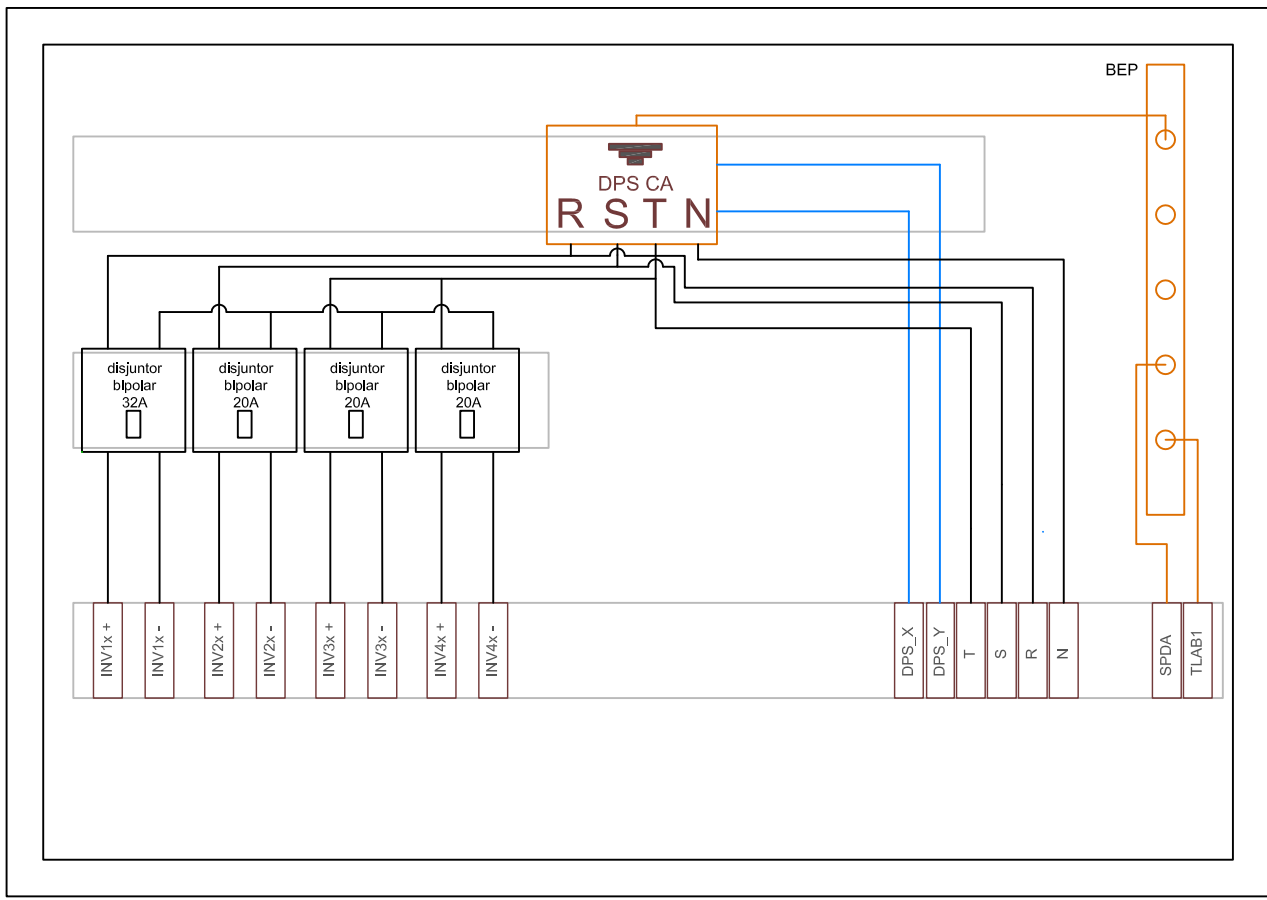 BEP
DPS CA
R S T N
disjuntor
bipolar
32A
disjuntor
bipolar
20A
disjuntor
bipolar
20A
disjuntor
bipolar
20A
INV1x +
INV1x -
INV2x +
INV2x -
INV3x +
INV3x -
INV4x +
INV4x -
DPS_X
DPS_Y
T
S
R
N
SPDA
TLAB1